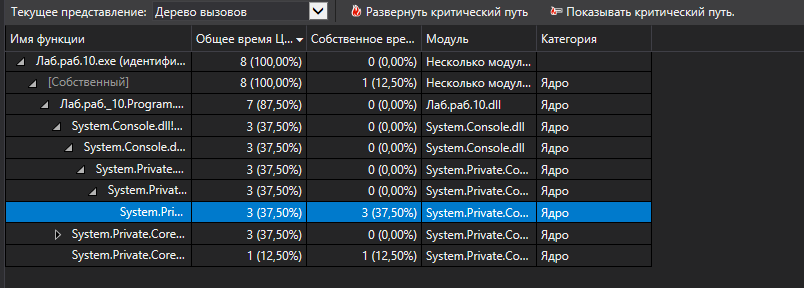 Текущее представление: Дерево вызовов Развернуть критический путь Показывать критический путь.
Имя функции Общее время Ц... Собственное вре... Модуль Категория
Лаб.раб.10.exe (идентифи... 8 (100,00%) 0 (0,00%) Несколько модул...
[Собственный] 8 (100,00%) 1 (12,50%) Несколько модул... Ядро
Лаб.раб._10.Program.... 7 (87,50%) 0 (0,00%) Лаб.раб.10.dll Ядро
System.Console.dll!... 3 (37,50%) 0 (0,00%) System.Console.dll Ядро
System.Console.d... 3 (37,50%) 0 (0,00%) System.Console.dll Ядро
System.Private.... 3 (37,50%) 0 (0,00%) System.Private.Co... Ядро
System.Privat... 3 (37,50%) 0 (0,00%) System.Private.Co... Ядро
System.Pri... 3 (37,50%) 3 (37,50%) System.Private.Co... Ядро
System.Private.Core... 3 (37,50%) 0 (0,00%) System.Private.Co... Ядро
System.Private.Core... 1 (12,50%) 1 (12,50%) System.Private.Co... Ядро